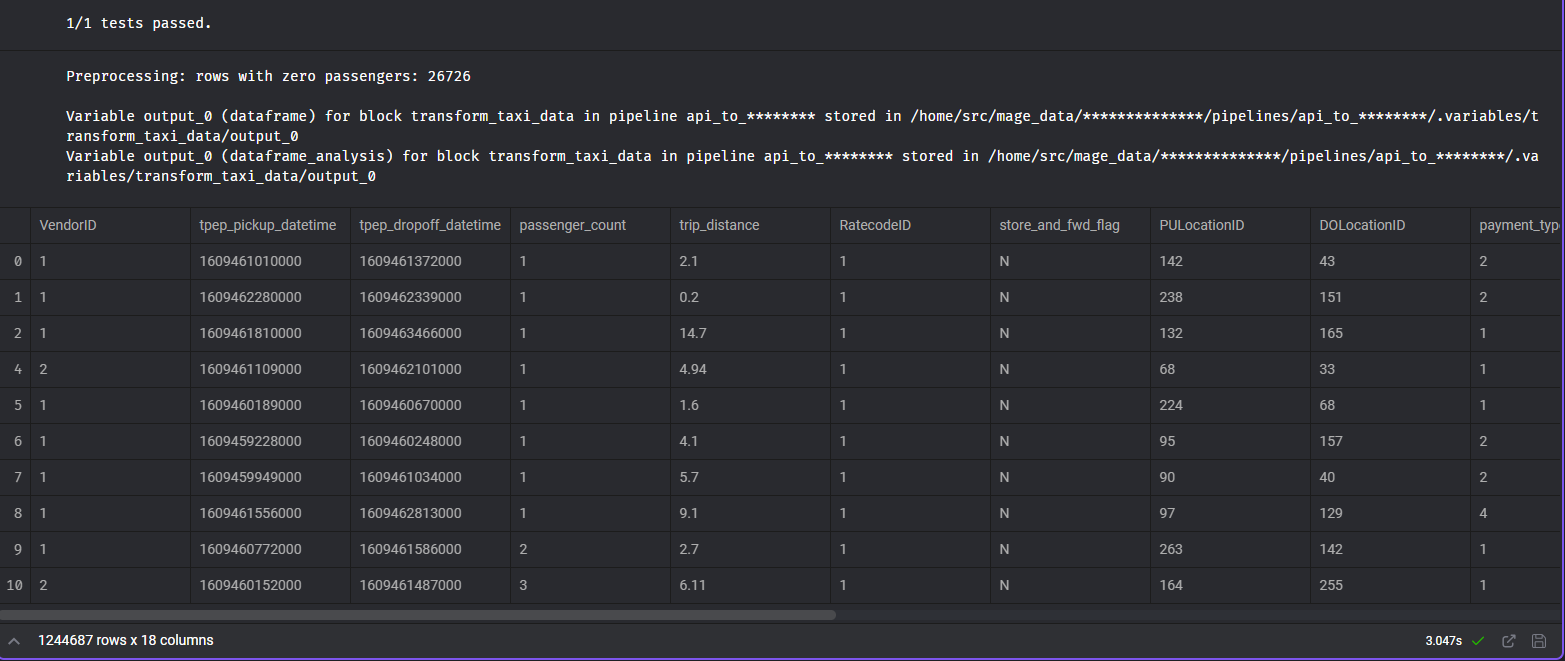 1/1 tests passed.
Preprocessing: rows with zero passengers: 26726
Variable output_0 (dataframe) for block transform_taxi_data in pipeline api_to_******** stored in /home/src/mage_data/**************/pipelines/api_to_********/.variables/t
ransform_taxi_data/output_0
Variable output_0 (dataframe_analysis) for block transform_taxi_data in pipeline api_to_******** stored in /home/src/mage_data/**************/pipelines/api_to_********/.va
riables/transform_taxi_data/output_0
VendorID tpep_pickup_datetime tpep_dropoff_datetime passenger_count trip_distance RatecodeID store_and_fwd_flag PULocationID DOLocationID payment_typ
0 1 1609461010000 1609461372000 1 2.1 1 N 142 43 2
1 1 1609462280000 1609462339000 1 0.2 1 N 238 151 2
2 1 1609461810000 1609463466000 1 14.7 1 N 132 165 1
4 2 1609461109000 1609462101000 1 4.94 1 N 68 33 1
5 1 1609460189000 1609460670000 1 1.6 1 N 224 68 1
6 1 1609459228000 1609460248000 1 4.1 1 N 95 157 2
7 1 1609459949000 1609461034000 1 5.7 1 N 90 40 2
8 1 1609461556000 1609462813000 1 9.1 1 N 97 129 4
9 1 1609460772000 1609461586000 2 2.7 1 N 263 142 1
10 2 1609460152000 1609461487000 3 6.11 1 N 164 255 1
1244687 rows x 18 columns 3.047s